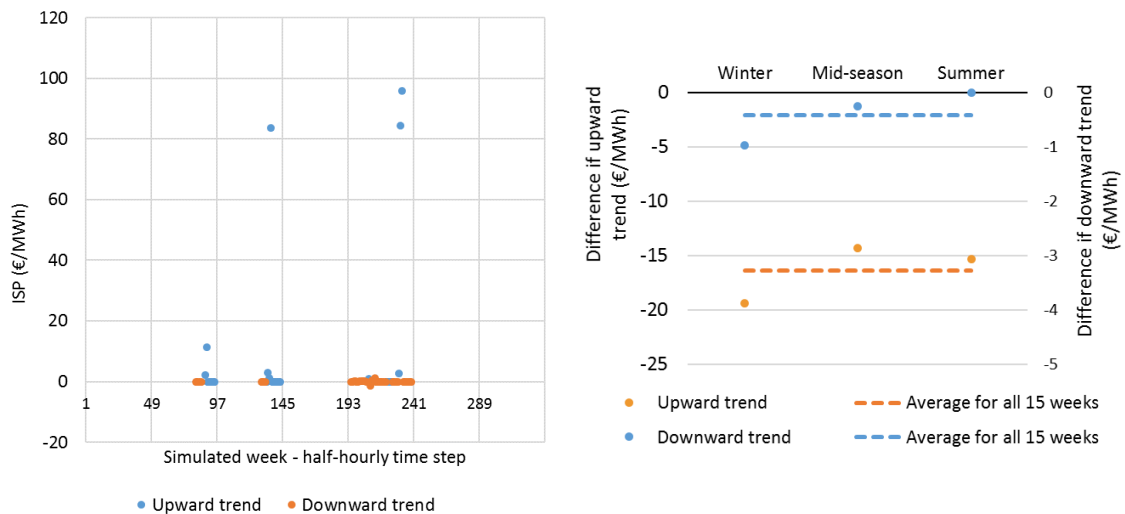 120
100
80
60
40
20
0
-20
ISP (€/MWh)
1 49 97 145 193 241 289
Simulated week - half-hourly time step
Upward trend Downward trend
Winter Mid-season Summer
0
-5
-10
-15
-20
-25
Difference if upward
trend (€/MWh)
0
-1
-2
-3
-4
-5
Difference if downward trend
(€/MWh)
Upward trend Average for all 15 weeks
Downward trend Average for all 15 weeks